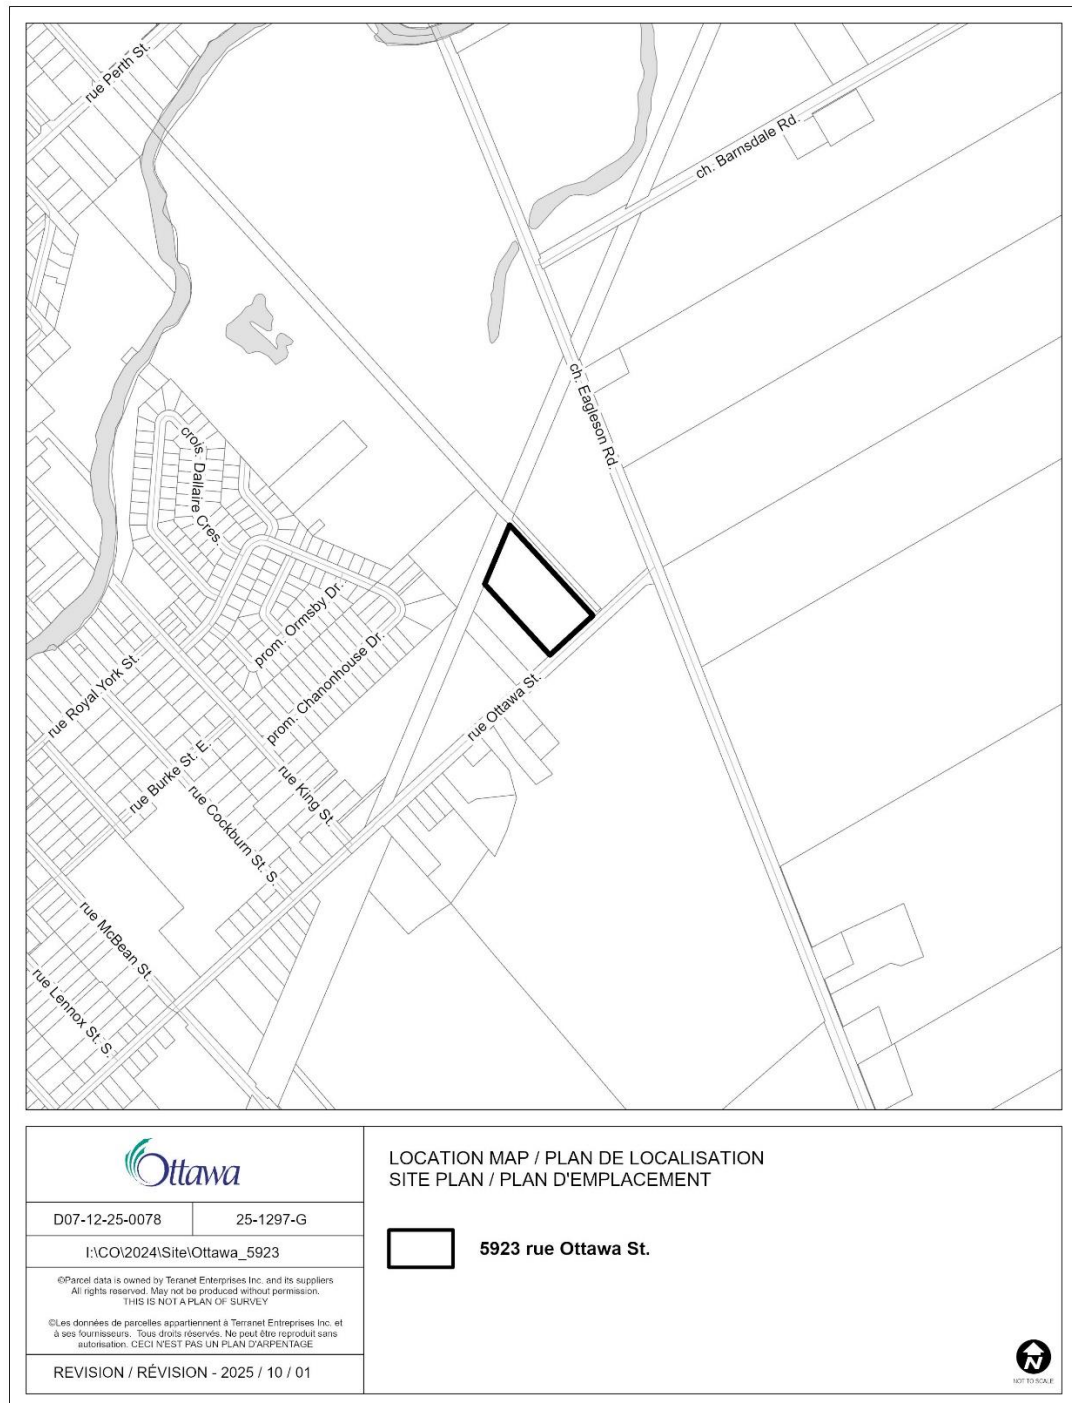 rue Perth St.
ch. Barnsdale Rd.
ch. Eagleson Rd.
crois. Dallaire Cres.
prom. Ormsby Dr.
prom. Chanonhouse Dr.
rue Royal York St.
rue Ottawa St.
rue Burke St. E.
rue King St.
rue Cockburn St. S.
rue McBean St.
rue Lennox St. S.
Ottawa
D07-12-25-0078
25-1297-G
I:\CO\2024\Site\Ottawa_5923
©Parcel data is owned by Teranet Enterprises Inc. and its suppliers
All rights reserved. May not be produced without permission.
THIS IS NOT A PLAN OF SURVEY
©Les données de parcelles appartiennent à Terranet Entreprises Inc. et
à ses fournisseurs. Tous droits réservés. Ne peut être reproduit sans
autorisation. CECI N'EST PAS UN PLAN D'ARPENTAGE
REVISION / RÉVISION - 2025 / 10 / 01
LOCATION MAP / PLAN DE LOCALISATION
SITE PLAN / PLAN D'EMPLACEMENT
5923 rue Ottawa St.
N
NOT TO SCALE